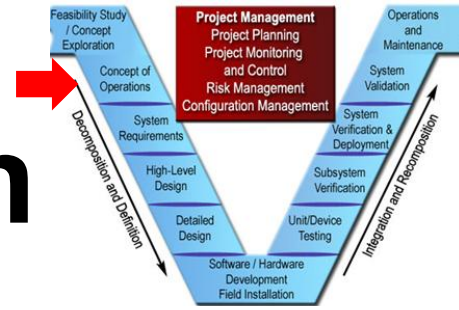 Feasibility Study
/ Concept
Exploration
Concept of
Operations
System
Requirements
High-Level
Design
Detailed
Design
Software / Hardware
Development
Field Installation
Decomposition and Definition
Project Management
Project Planning
Project Monitoring
and Control
Risk Management
Configuration Management
Operations
and
Maintenance
System
Validation
System
Verification &
Deployment
Subsystem
Verification
Unit/Device
Testing
Integration and Recomposition
n